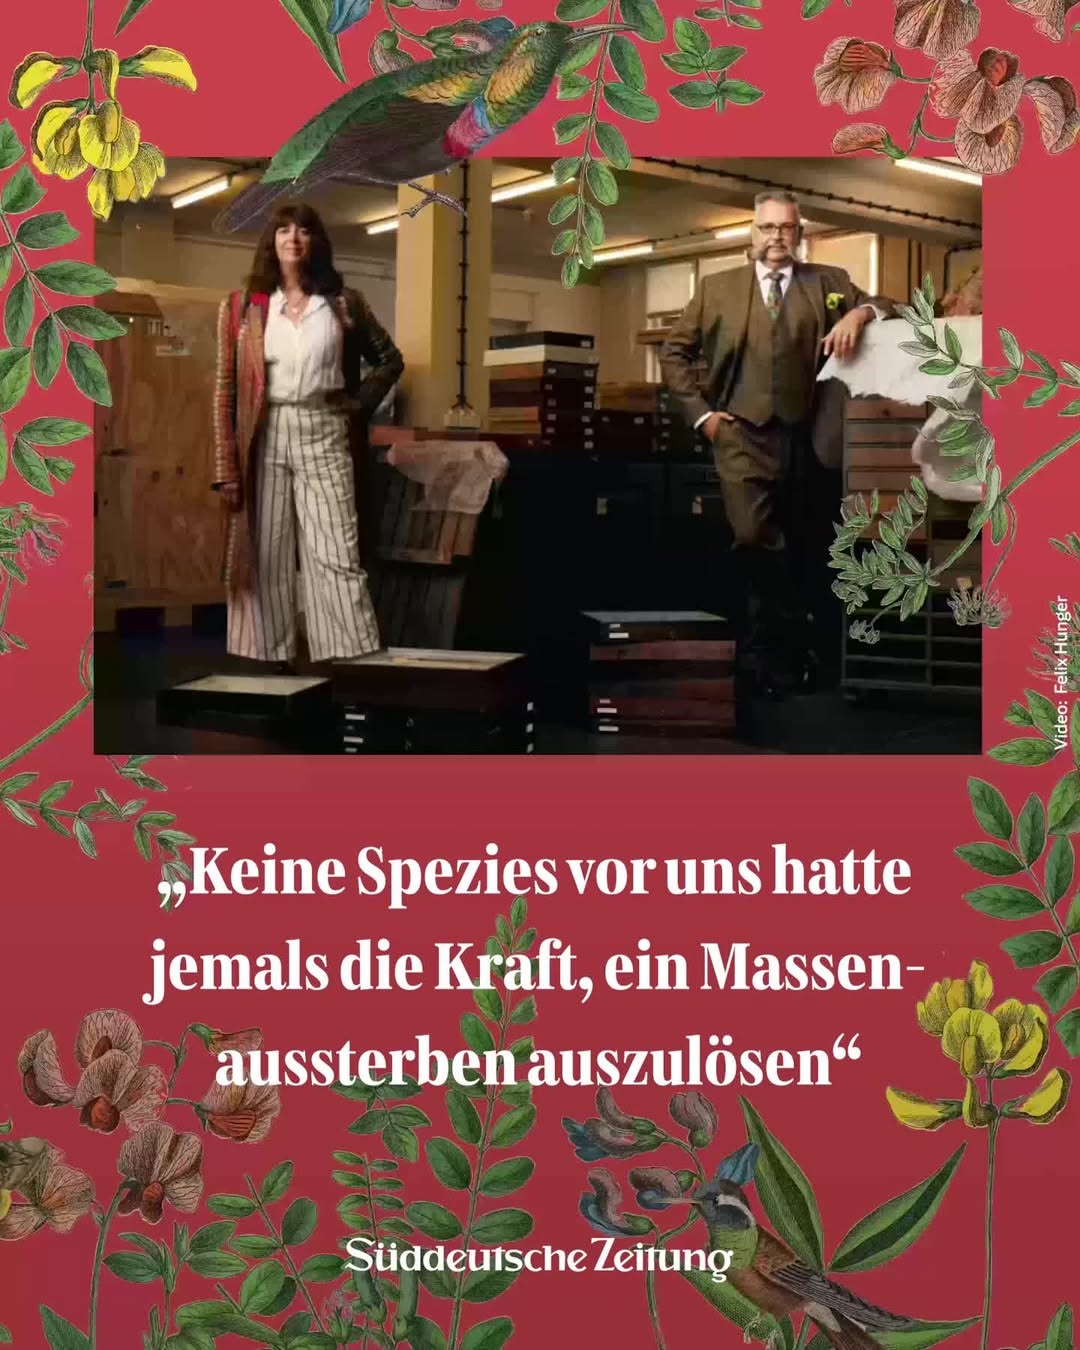 Video: Felix Hunger
„Keine Spezies vor uns hatte
jemals die Kraft, ein Massen-
aussterben auszulösen“
Süddeutsche Zeitung